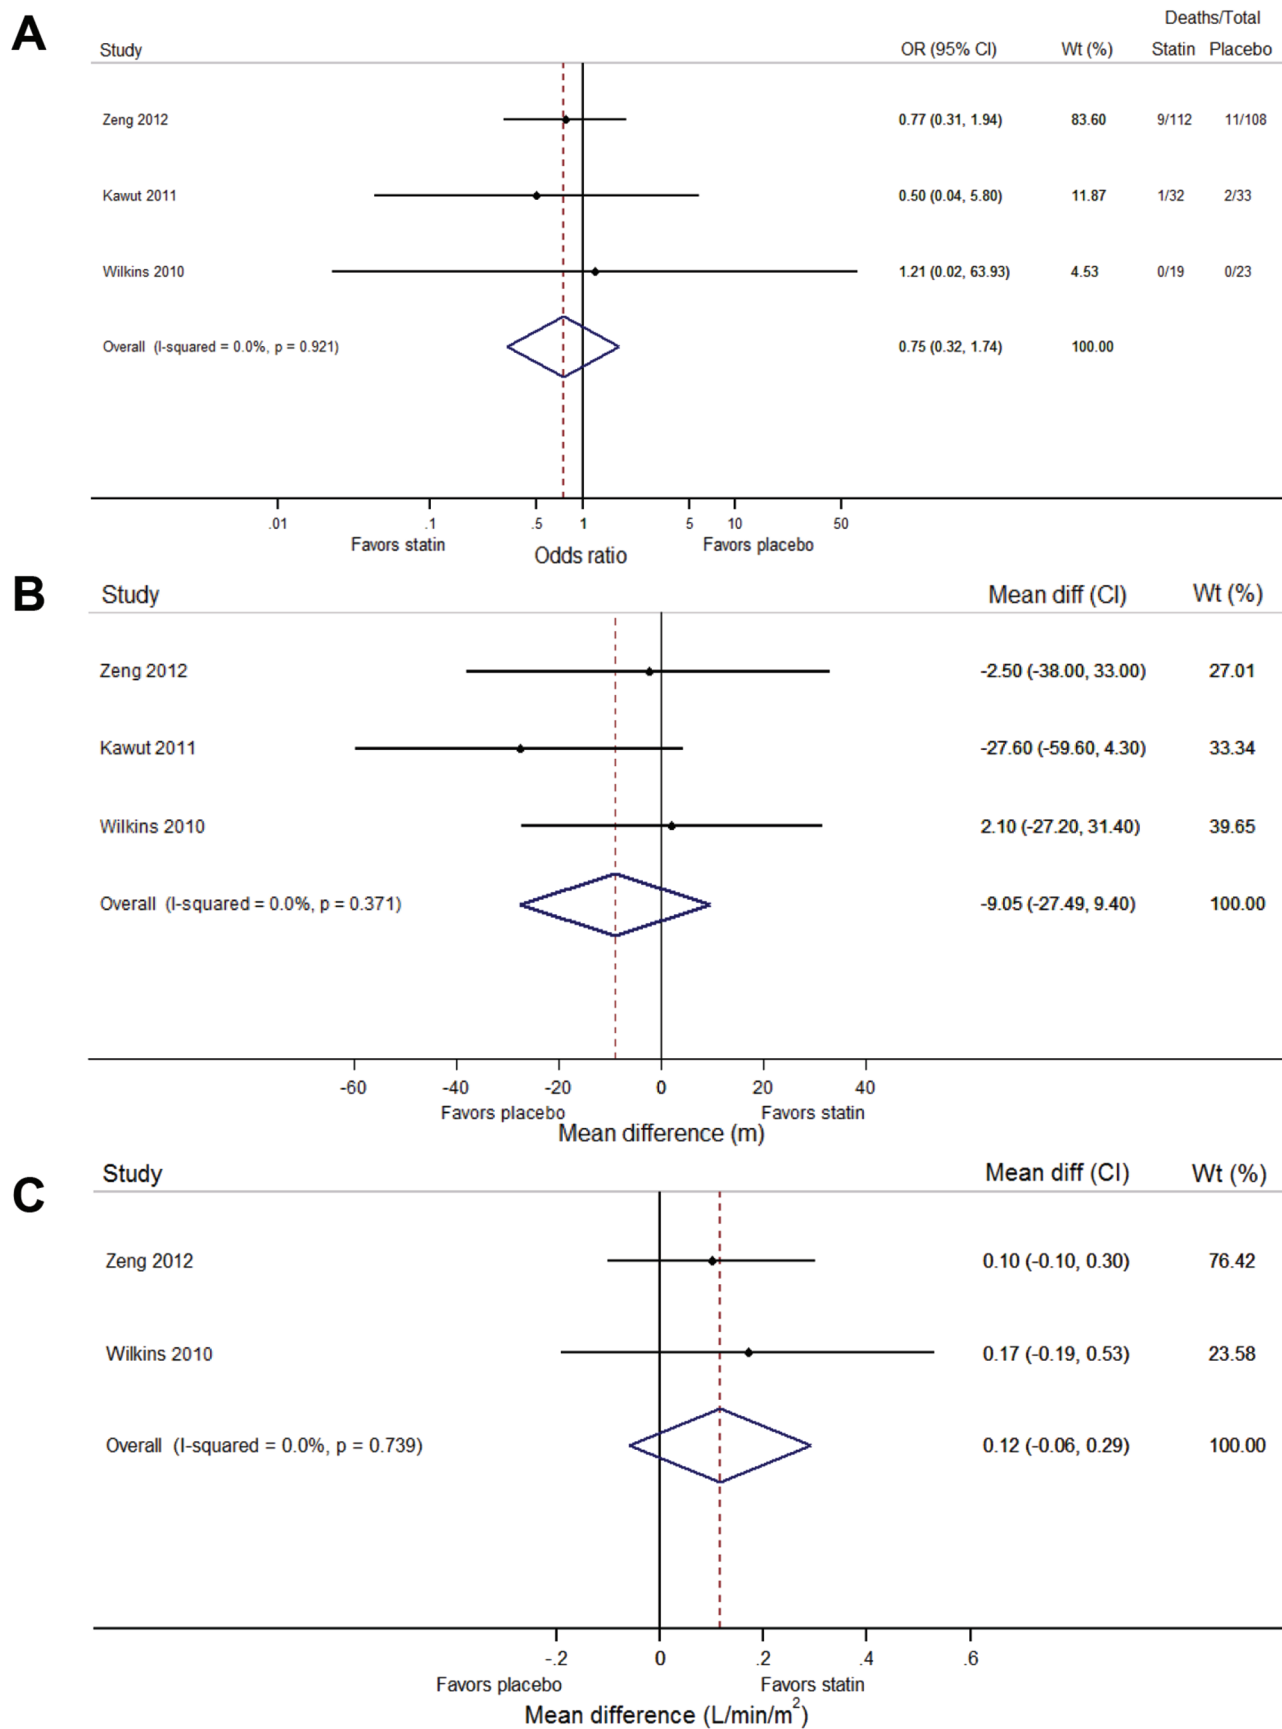 A
Deaths/Total
Study OR (95% CI) Wt (%) Statin Placebo
Zeng 2012 0.77 (0.31, 1.94) 83.60 9/112 11/108
Kawut 2011 0.50 (0.04, 5.80) 11.87 1/32 2/33
Wilkins 2010 1.21 (0.02, 63.93) 4.53 0/19 0/23
Overall (I-squared = 0.0%, p = 0.921) 0.75 (0.32, 1.74) 100.00
.01 .1 .5 1 5 10 50
Favors statin Favors placebo
Odds ratio
B
Study Mean diff (CI) Wt (%)
Zeng 2012 -2.50 (-38.00, 33.00) 27.01
Kawut 2011 -27.60 (-59.60, 4.30) 33.34
Wilkins 2010 2.10 (-27.20, 31.40) 39.65
Overall (I-squared = 0.0%, p = 0.371) -9.05 (-27.49, 9.40) 100.00
-60 -40 -20 0 20 40
Favors placebo Favors statin
Mean difference (m)
C
Study Mean diff (CI) Wt (%)
Zeng 2012 0.10 (-0.10, 0.30) 76.42
Wilkins 2010 0.17 (-0.19, 0.53) 23.58
Overall (I-squared = 0.0%, p = 0.739) 0.12 (-0.06, 0.29) 100.00
-.2 0 .2 .4 .6
Favors placebo Favors statin
Mean difference (L/min/m²)